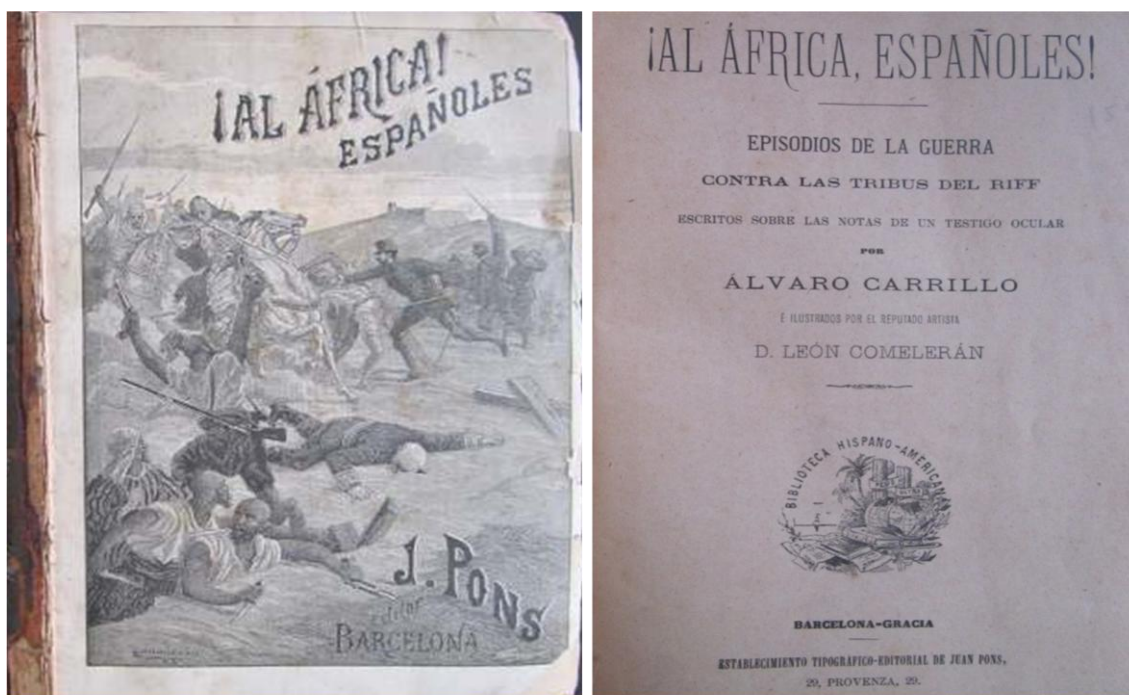 ¡AL ÁFRICA!
ESPAÑOLES
J. PONS
editor
BARCELONA
¡AL ÁFRICA, ESPAÑOLES!
EPISODIOS DE LA GUERRA
CONTRA LAS TRIBUS DEL RIFF
ESCRITOS SOBRE LAS NOTAS DE UN TESTIGO OCULAR
POR
ÁLVARO CARRILLO
É ILUSTRADOS POR EL REPUTADO ARTISTA
D. LEÓN COMELERÁN
BIBLIOTECA HISPANO-AMERICANA
BARCELONA-GRACIA
ESTABLECIMIENTO TIPOGRÁFICO-EDITORIAL DE JUAN PONS,
29, PROVENZA, 29.